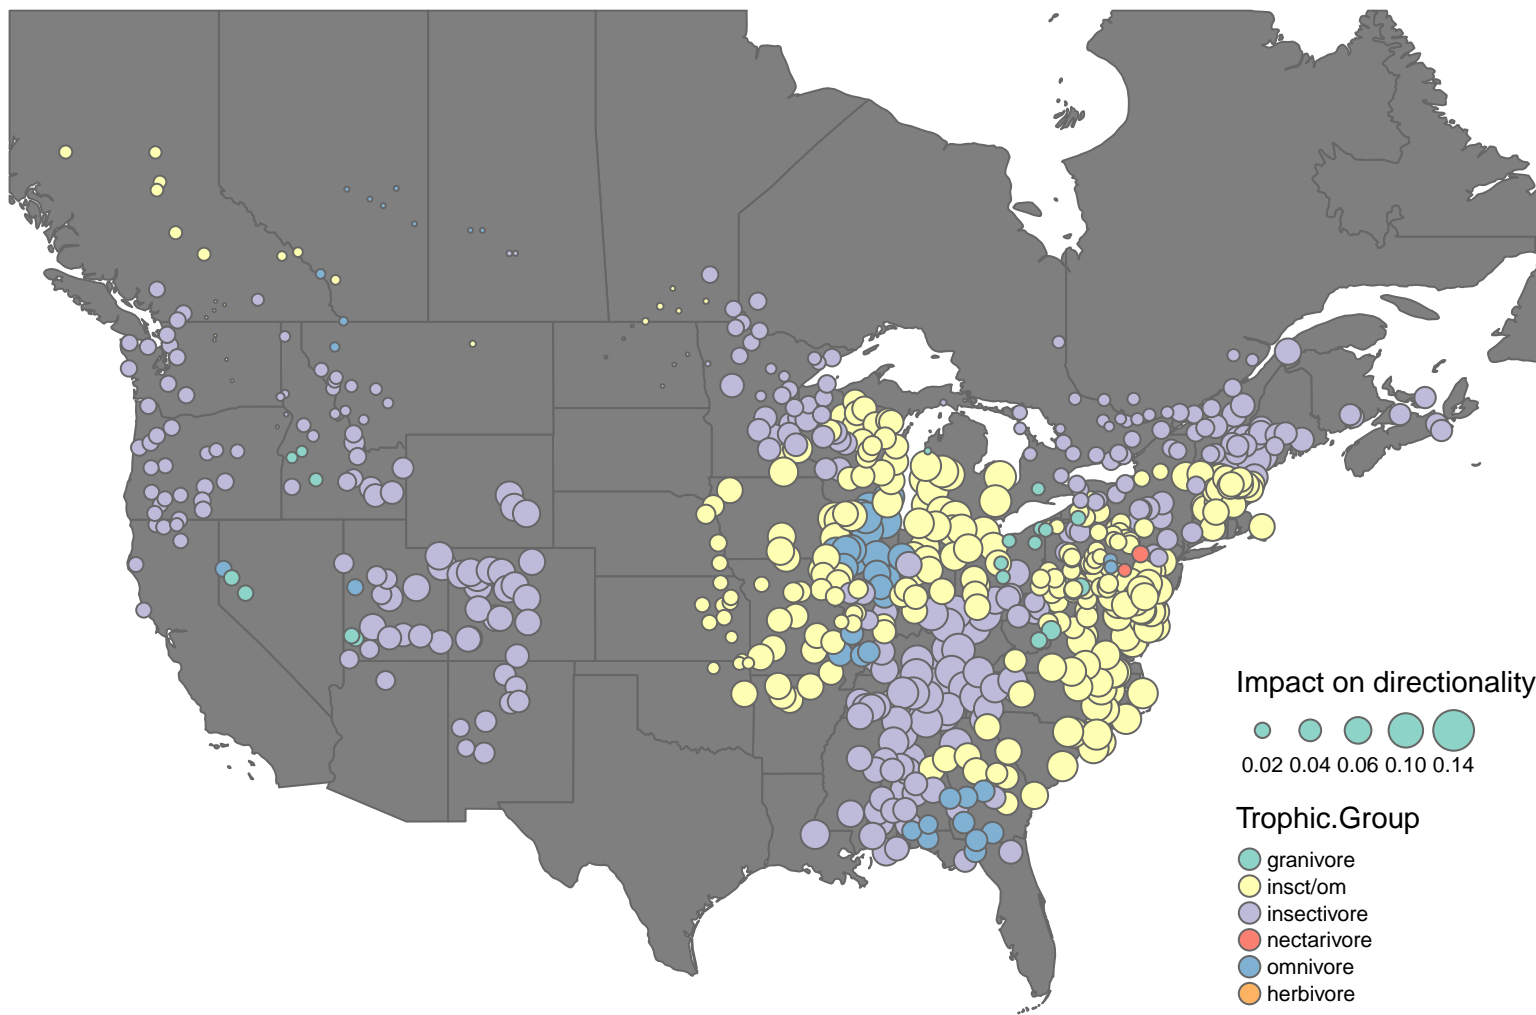 Impact on directionality
0.02 0.04 0.06 0.10 0.14
Trophic.Group
granivore
insct/om
insectivore
nectarivore
omnivore
herbivore